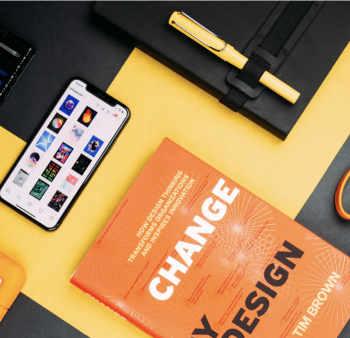 HOW DESIGN THINKING
TRANSFORMS ORGANIZATIONS
AND INSPIRES INNOVATION
CHANGE
Y
DESIGN
TIM BROWN